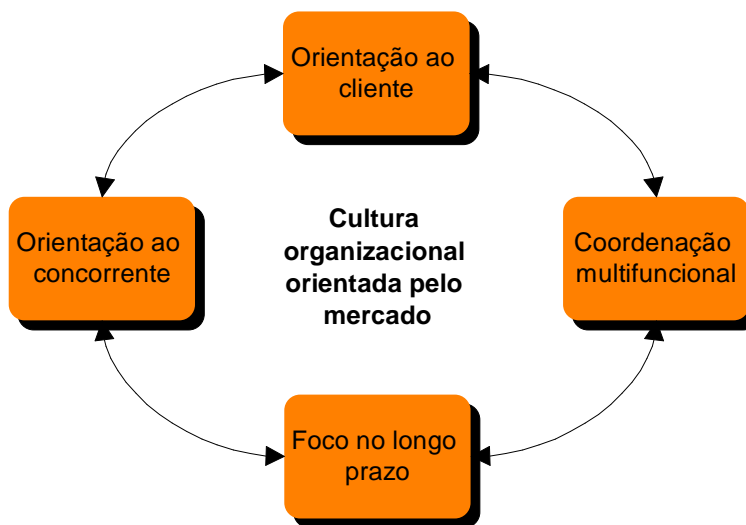 Orientação ao
cliente
Orientação ao
concorrente
Cultura
organizacional
orientada pelo
mercado
Coordenação
multifuncional
Foco no longo
prazo